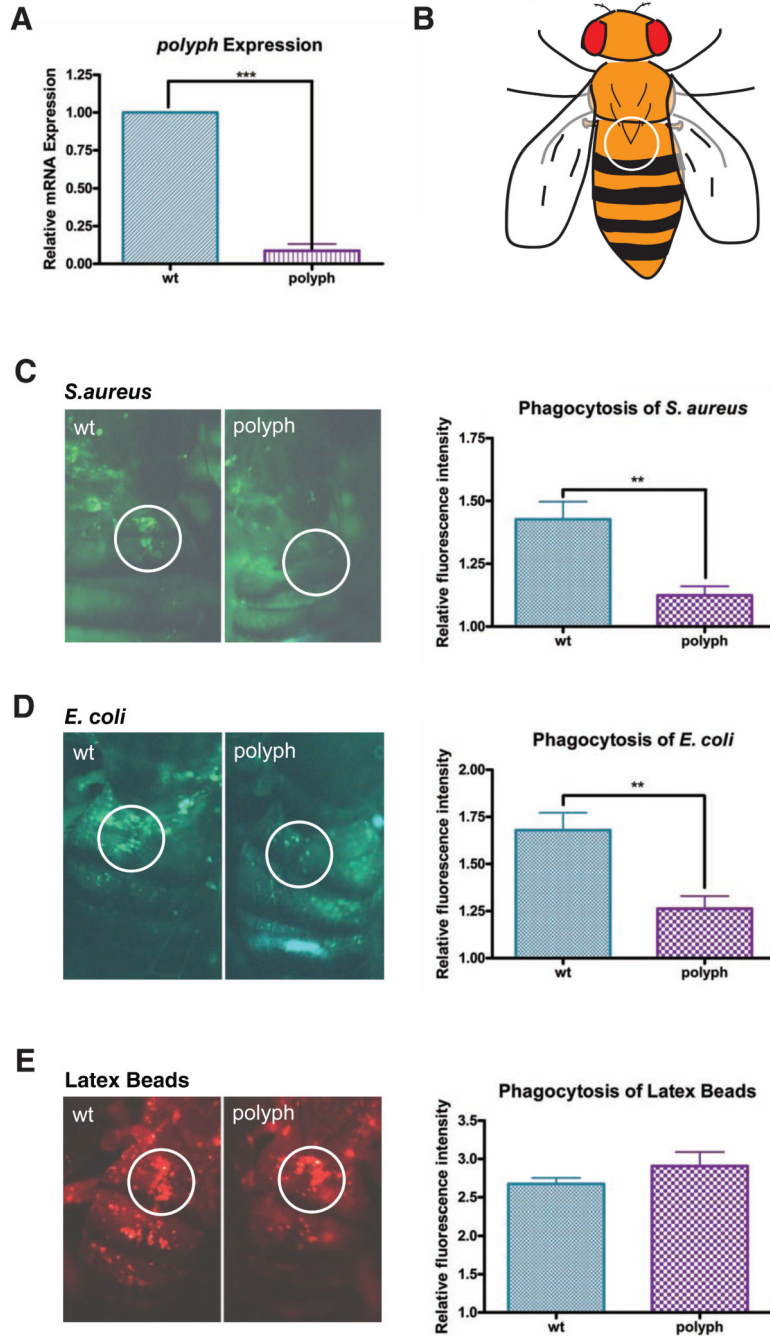 A
polyph Expression
Relative mRNA Expression
1.25
1.00
0.75
0.50
0.25
0.00
***
wt
polyph
B
C
S.aureus
wt
polyph
Phagocytosis of S. aureus
Relative fluorescence intensity
1.75
1.50
1.25
1.00
**
wt
polyph
D
E. coli
wt
polyph
Phagocytosis of E. coli
Relative fluorescence intensity
2.00
1.75
1.50
1.25
1.00
**
wt
polyph
E
Latex Beads
wt
polyph
Phagocytosis of Latex Beads
Relative fluorescence intensity
3.5
3.0
2.5
2.0
1.5
1.0
wt
polyph